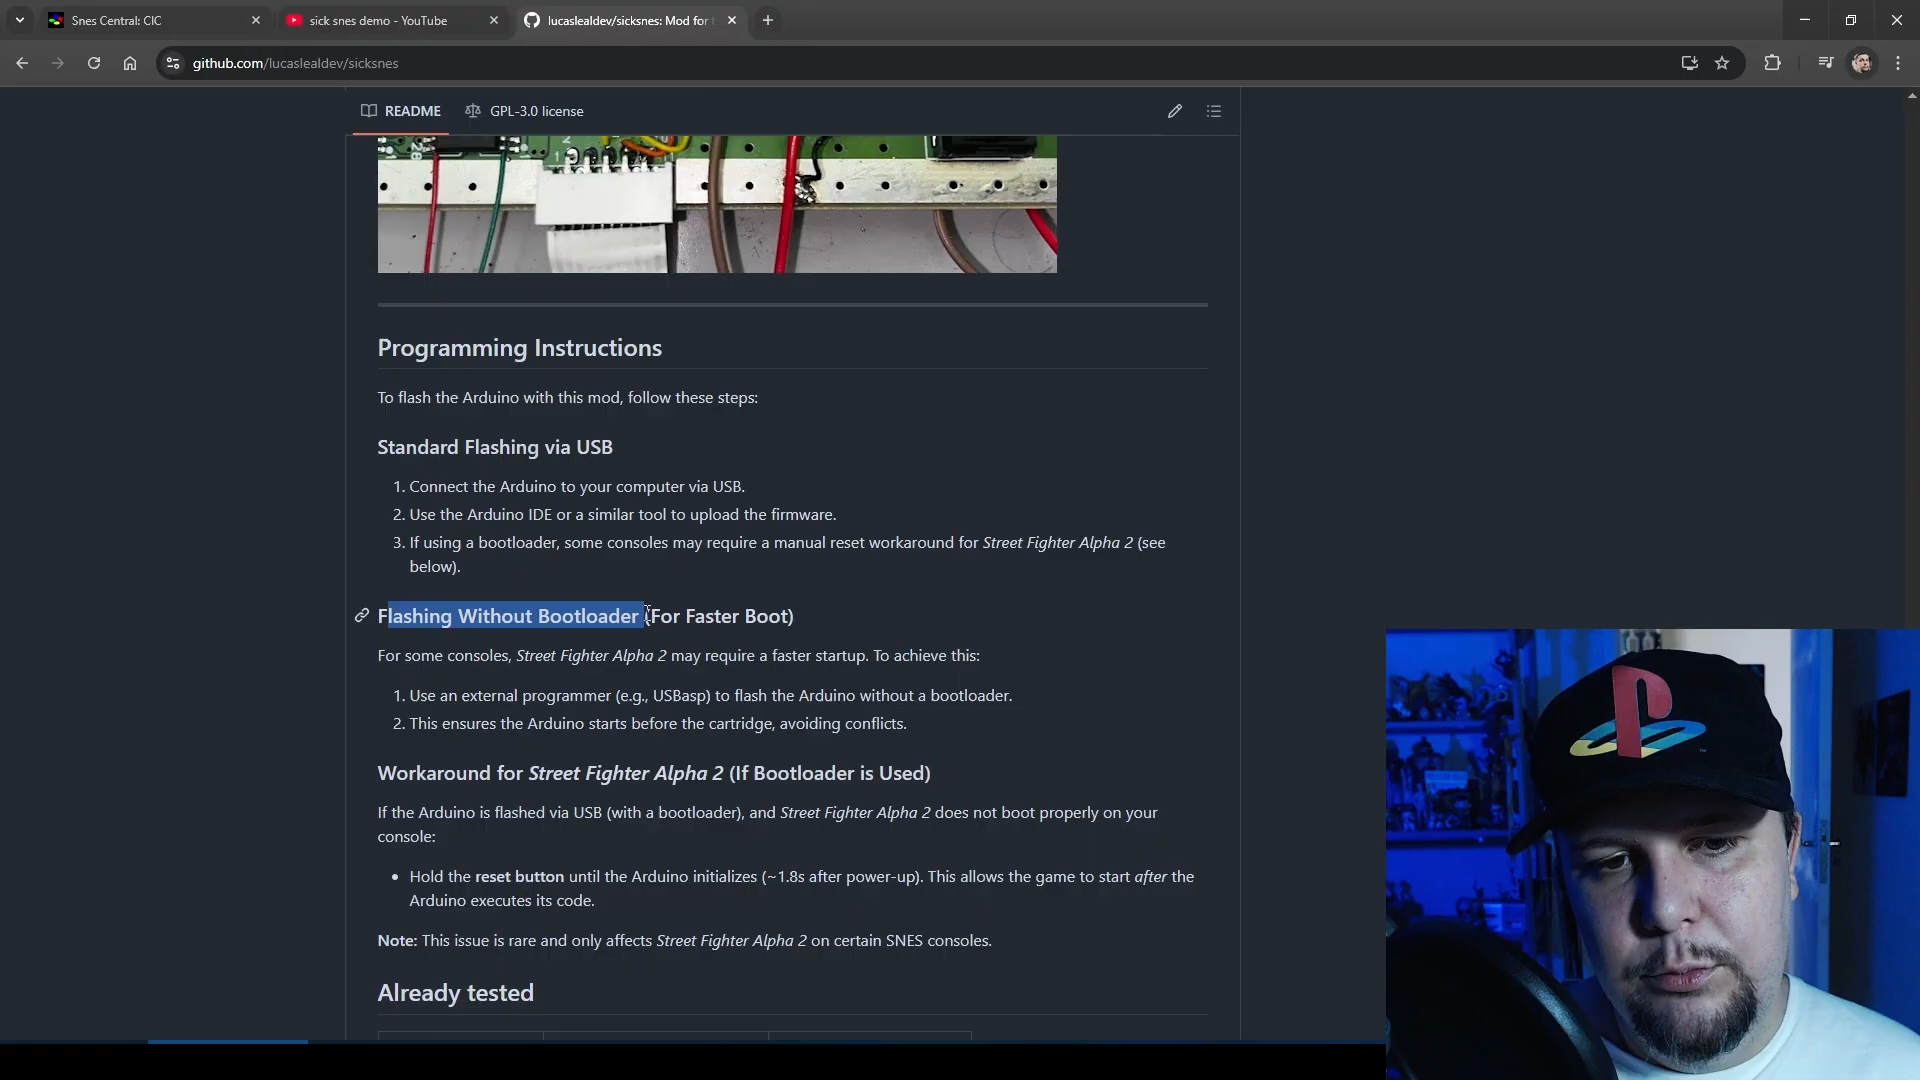 Snes Central: CIC
sick snes demo - YouTube
lucaslealdev/sicksnes: Mod for
github.com/lucaslealdev/sicksnes
README
GPL-3.0 license
Programming Instructions
To flash the Arduino with this mod, follow these steps:
Standard Flashing via USB
1. Connect the Arduino to your computer via USB.
2. Use the Arduino IDE or a similar tool to upload the firmware.
3. If using a bootloader, some consoles may require a manual reset workaround for Street Fighter Alpha 2 (see
below).
Flashing Without Bootloader (For Faster Boot)
For some consoles, Street Fighter Alpha 2 may require a faster startup. To achieve this:
1. Use an external programmer (e.g., USBasp) to flash the Arduino without a bootloader.
2. This ensures the Arduino starts before the cartridge, avoiding conflicts.
Workaround for Street Fighter Alpha 2 (If Bootloader is Used)
If the Arduino is flashed via USB (with a bootloader), and Street Fighter Alpha 2 does not boot properly on your
console:
• Hold the reset button until the Arduino initializes (~1.8s after power-up). This allows the game to start after the
Arduino executes its code.
Note: This issue is rare and only affects Street Fighter Alpha 2 on certain SNES consoles.
Already tested